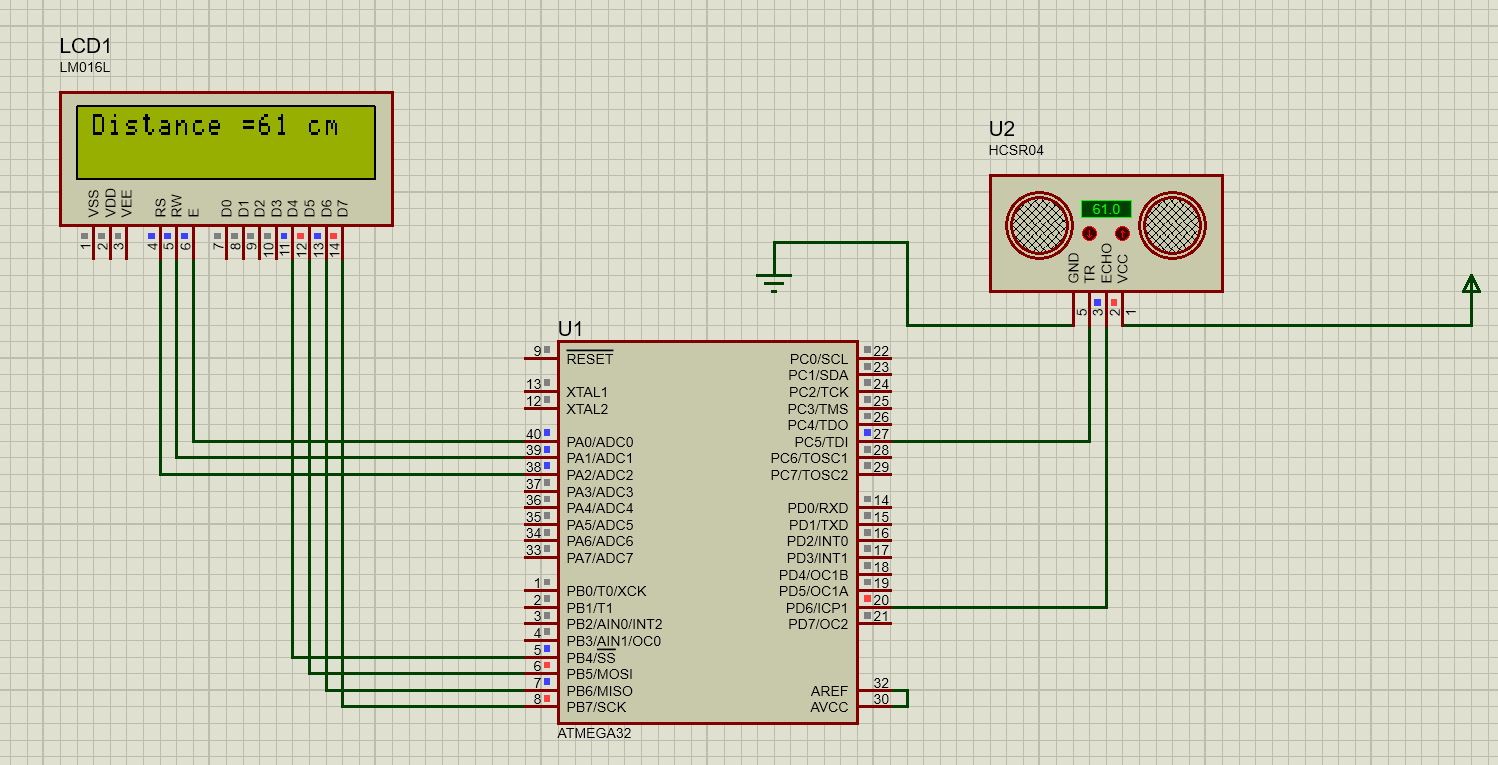 LCD1
LM016L
Distance =61 cm
VSS
VDD
VEE
RS
RW
E
D0
D1
D2
D3
D4
D5
D6
D7
1
2
3
4
5
6
7
8
9
10
11
12
13
14
U2
HCSR04
61.0
GND
TR
ECHO
VCC
5
3
2
1
U1
9 RESET
13 XTAL1
12 XTAL2
40 PA0/ADC0
39 PA1/ADC1
38 PA2/ADC2
37 PA3/ADC3
36 PA4/ADC4
35 PA5/ADC5
34 PA6/ADC6
33 PA7/ADC7
1 PB0/T0/XCK
2 PB1/T1
3 PB2/AIN0/INT2
4 PB3/AIN1/OC0
5 PB4/SS
6 PB5/MOSI
7 PB6/MISO
8 PB7/SCK
PC0/SCL 22
PC1/SDA 23
PC2/TCK 24
PC3/TMS 25
PC4/TDO 26
PC5/TDI 27
PC6/TOSC1 28
PC7/TOSC2 29
PD0/RXD 14
PD1/TXD 15
PD2/INT0 16
PD3/INT1 17
PD4/OC1B 18
PD5/OC1A 19
PD6/ICP1 20
PD7/OC2 21
AREF 32
AVCC 30
ATMEGA32